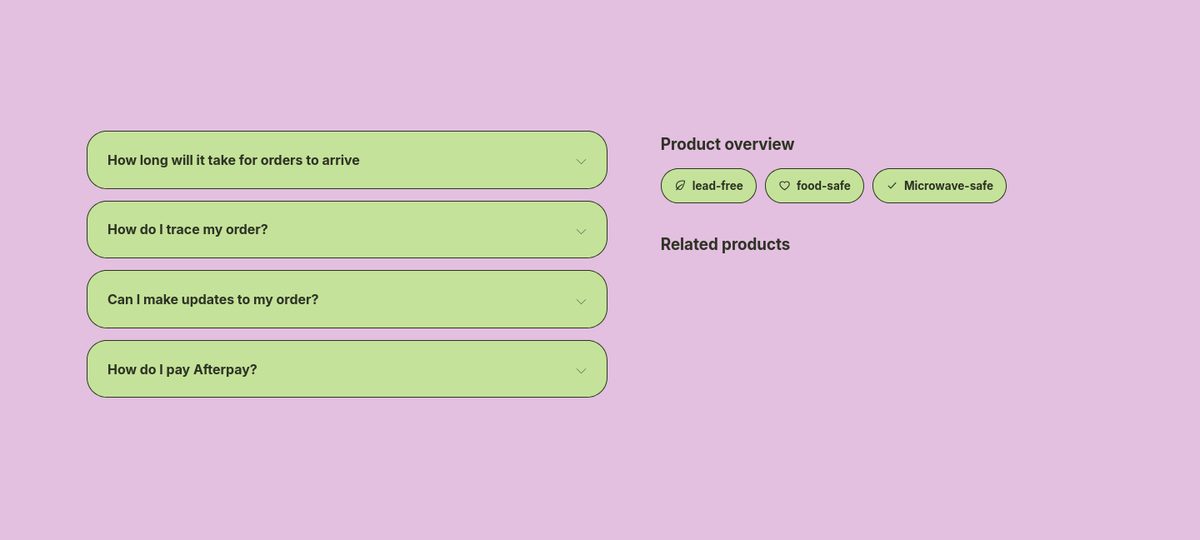 How long will it take for orders to arrive
How do I trace my order?
Can I make updates to my order?
How do I pay Afterpay?
Product overview
lead-free
food-safe
Microwave-safe
Related products